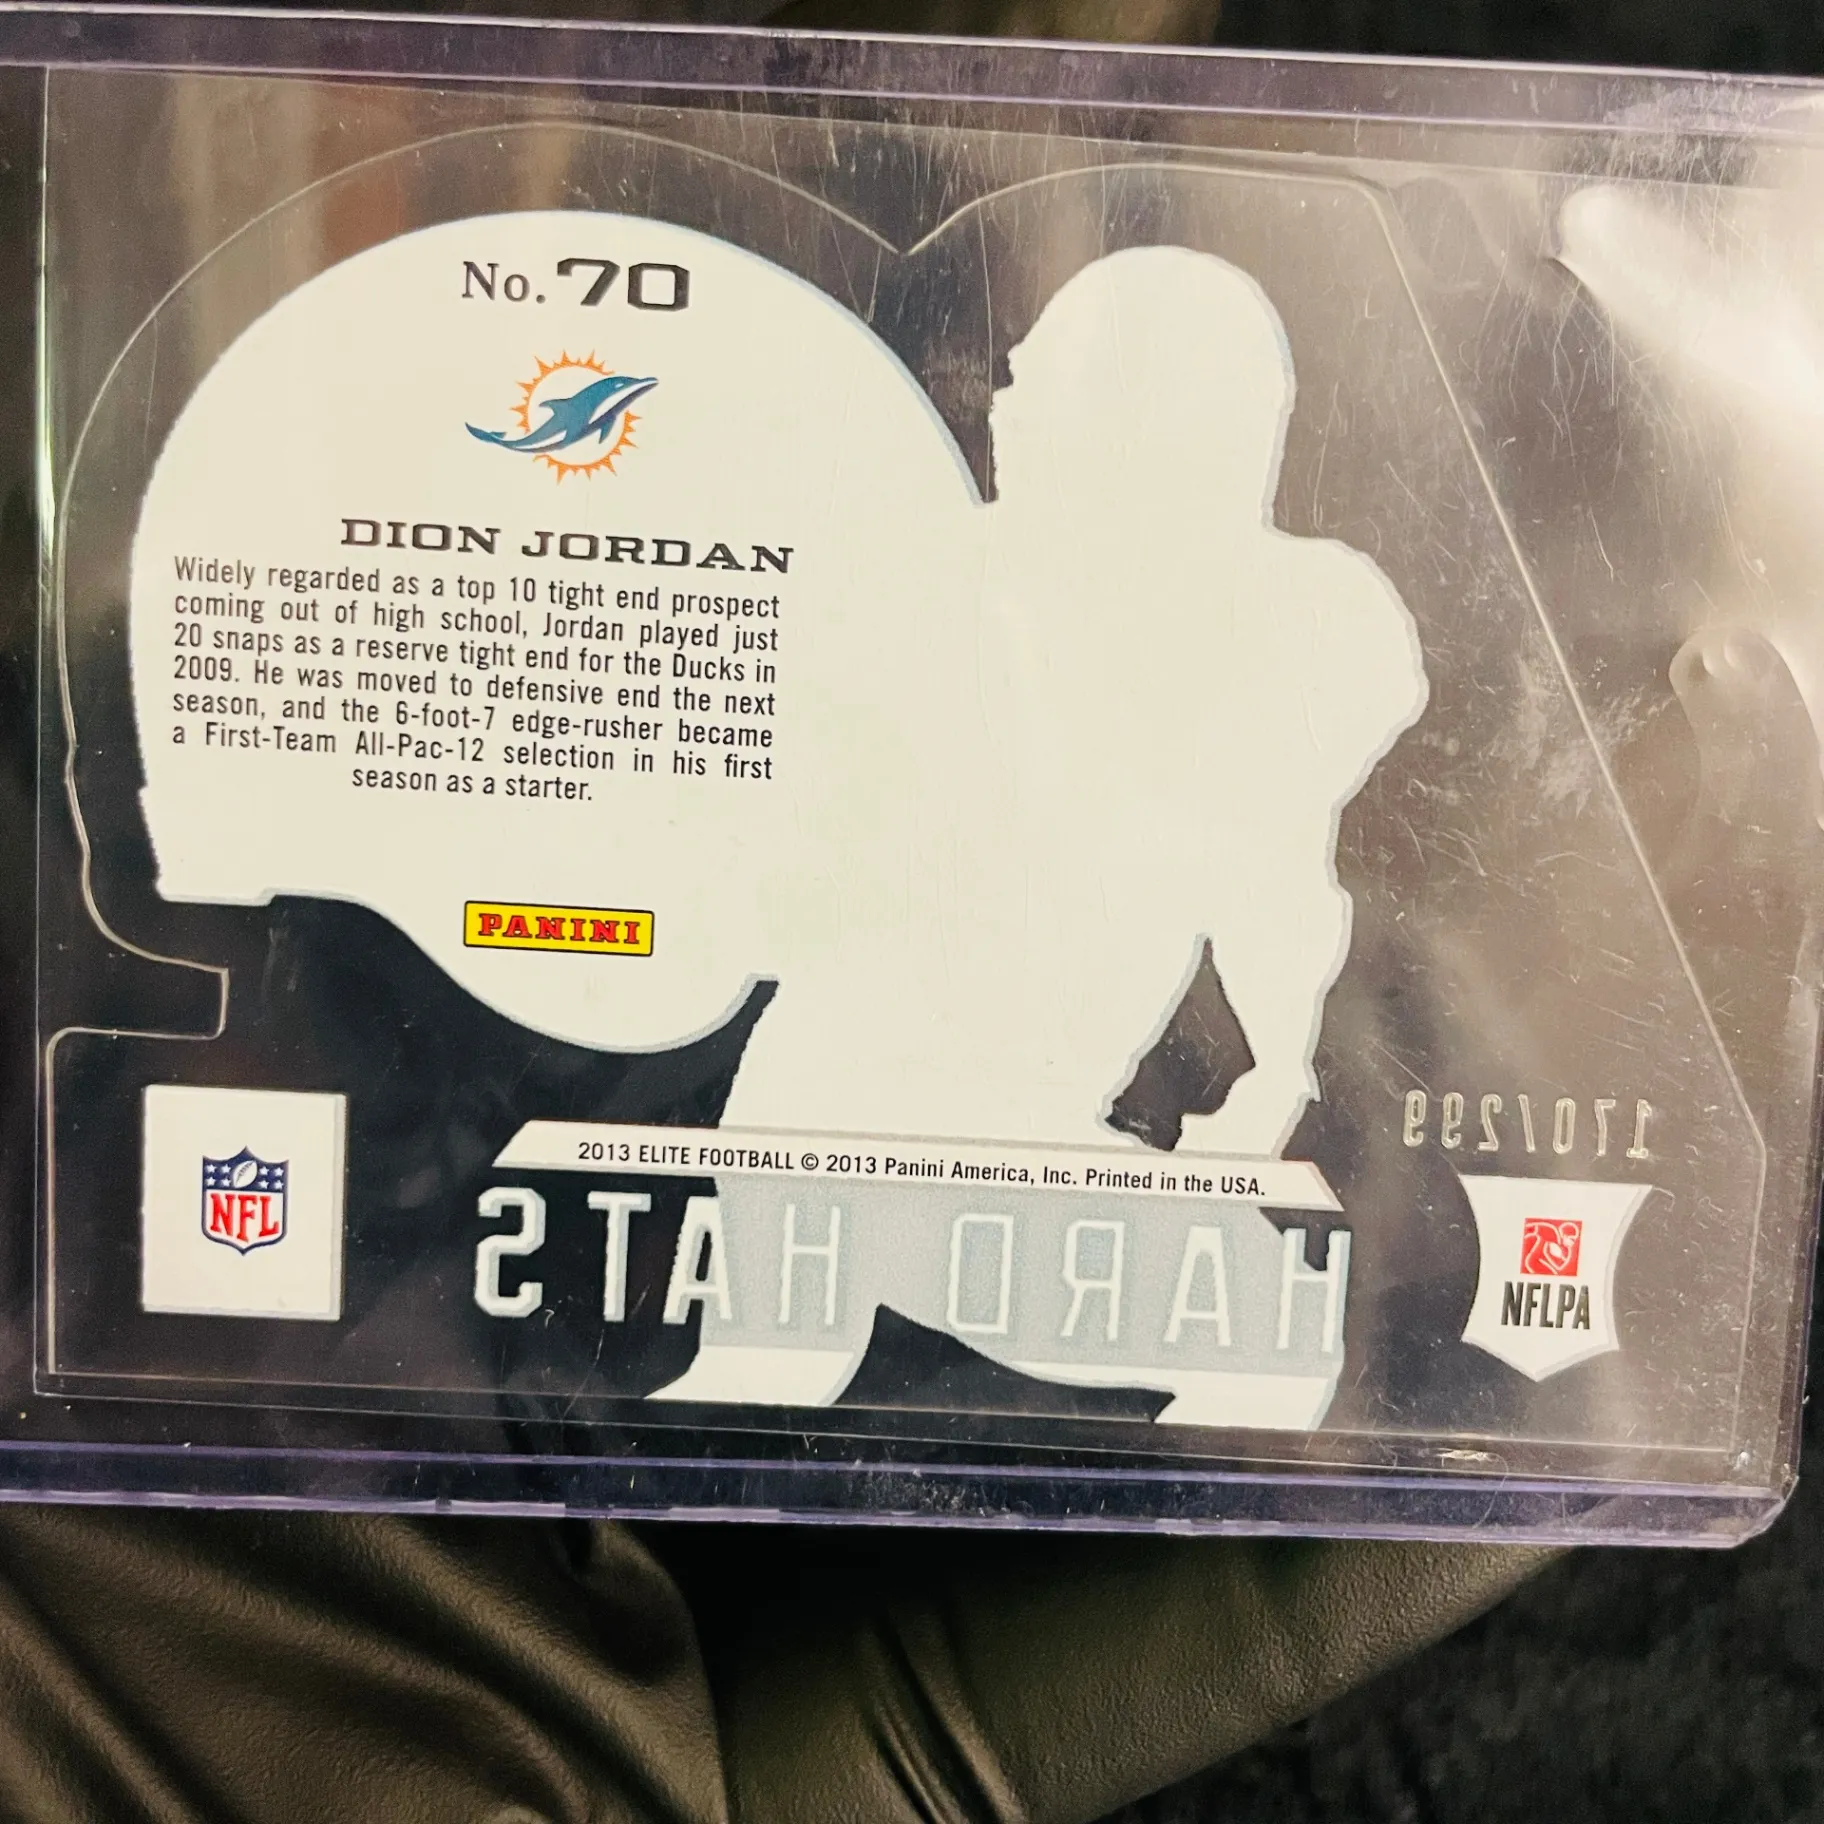 No. 70
DION JORDAN
Widely regarded as a top 10 tight end prospect
coming out of high school, Jordan played just
20 snaps as a reserve tight end for the Ducks in
2009. He was moved to defensive end the next
season, and the 6-foot-7 edge-rusher became
a First-Team All-Pac-12 selection in his first
season as a starter.
PANINI
170/299
2013 ELITE FOOTBALL © 2013 Panini America, Inc. Printed in the USA.
NFL
HARD HATS
NFLPA